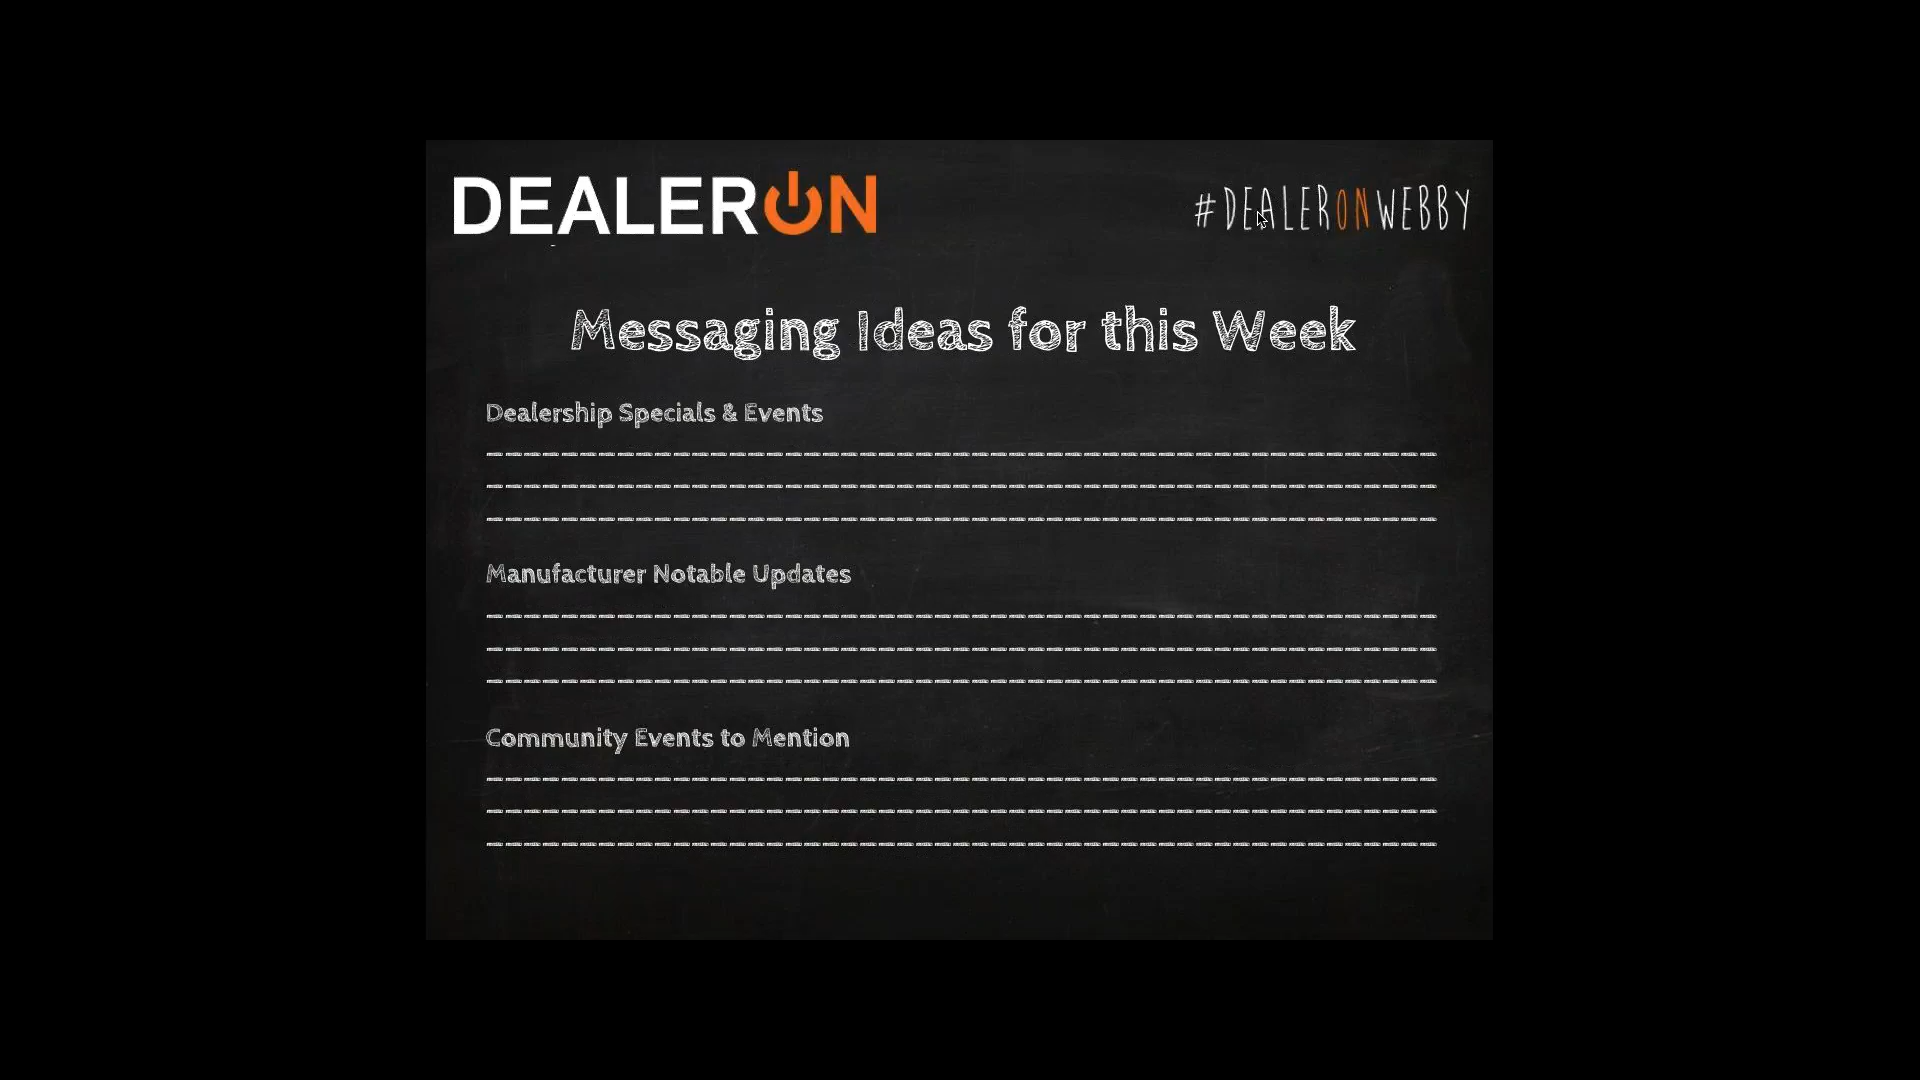 DEALERON
#DEALERONWEBBY
Messaging Ideas for this Week
Dealership Specials & Events
Manufacturer Notable Updates
Community Events to Mention